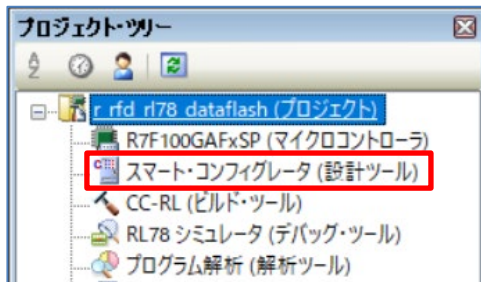 プロジェクト・ツリー
r_rfd_rl78_dataflash (プロジェクト)
R7F100GAFxSP (マイクロコントローラ)
スマート・コンフィグレータ (設計ツール)
CC-RL (ビルド・ツール)
RL78 シミュレータ (デバッグ・ツール)
プログラム解析 (解析ツール)